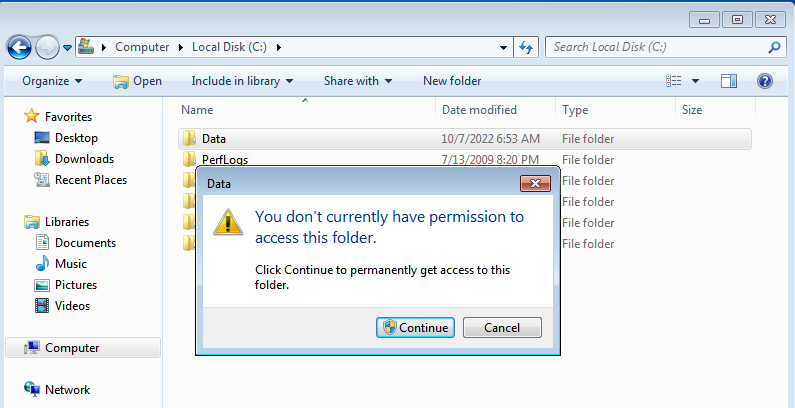 Computer ▸ Local Disk (C:) ▸
Search Local Disk (C:)
Organize
Open
Include in library
Share with
New folder
Name
Date modified
Type
Size
Favorites
Desktop
Downloads
Recent Places
Libraries
Documents
Music
Pictures
Videos
Computer
Network
Data 10/7/2022 6:53 AM File folder
PerfLogs 7/13/2009 8:20 PM File folder
File folder
File folder
File folder
File folder
Data
You don't currently have permission to
access this folder.
Click Continue to permanently get access to this
folder.
Continue
Cancel